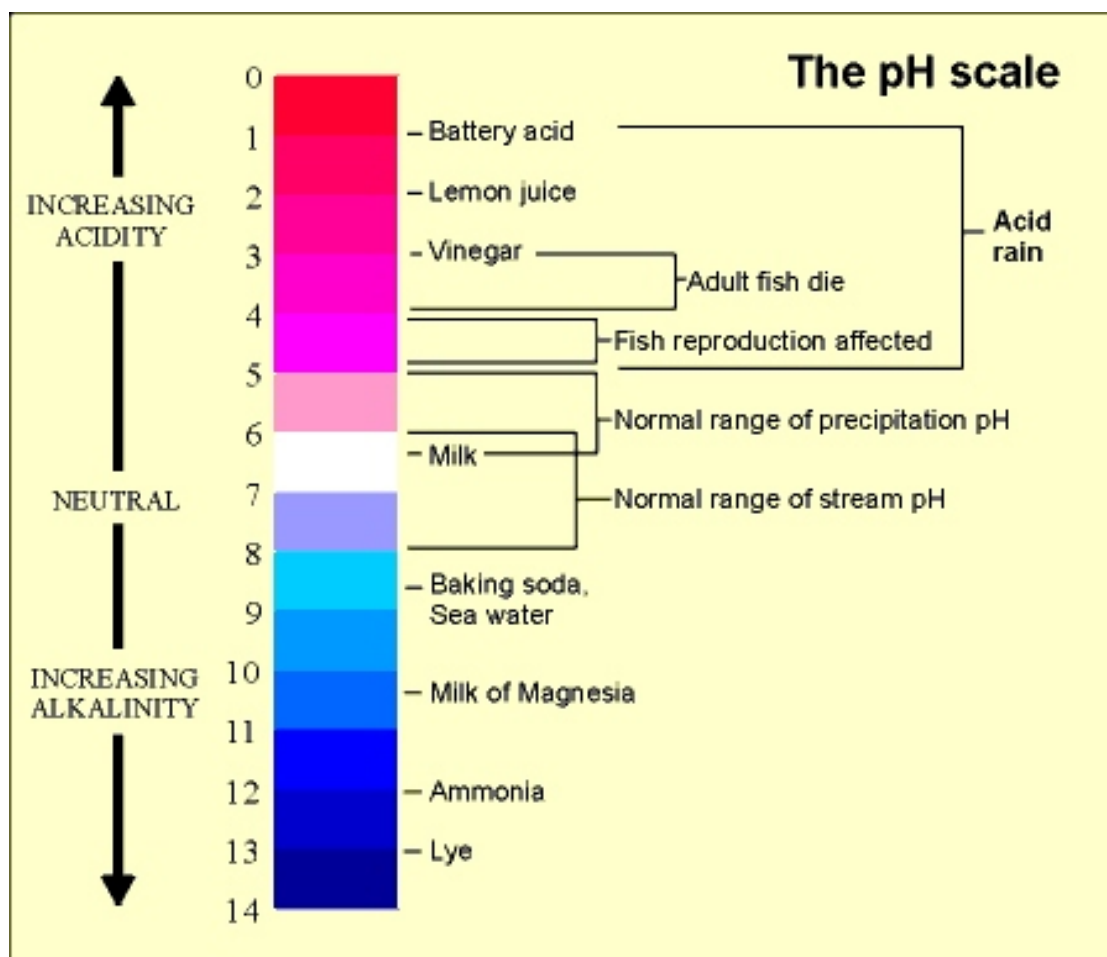 The pH scale
0
1
2
3
4
5
6
7
8
9
10
11
12
13
14
INCREASING
ACIDITY
NEUTRAL
INCREASING
ALKALINITY
Battery acid
Lemon juice
Vinegar
Adult fish die
Acid
rain
Fish reproduction affected
Normal range of precipitation pH
Milk
Normal range of stream pH
Baking soda,
Sea water
Milk of Magnesia
Ammonia
Lye